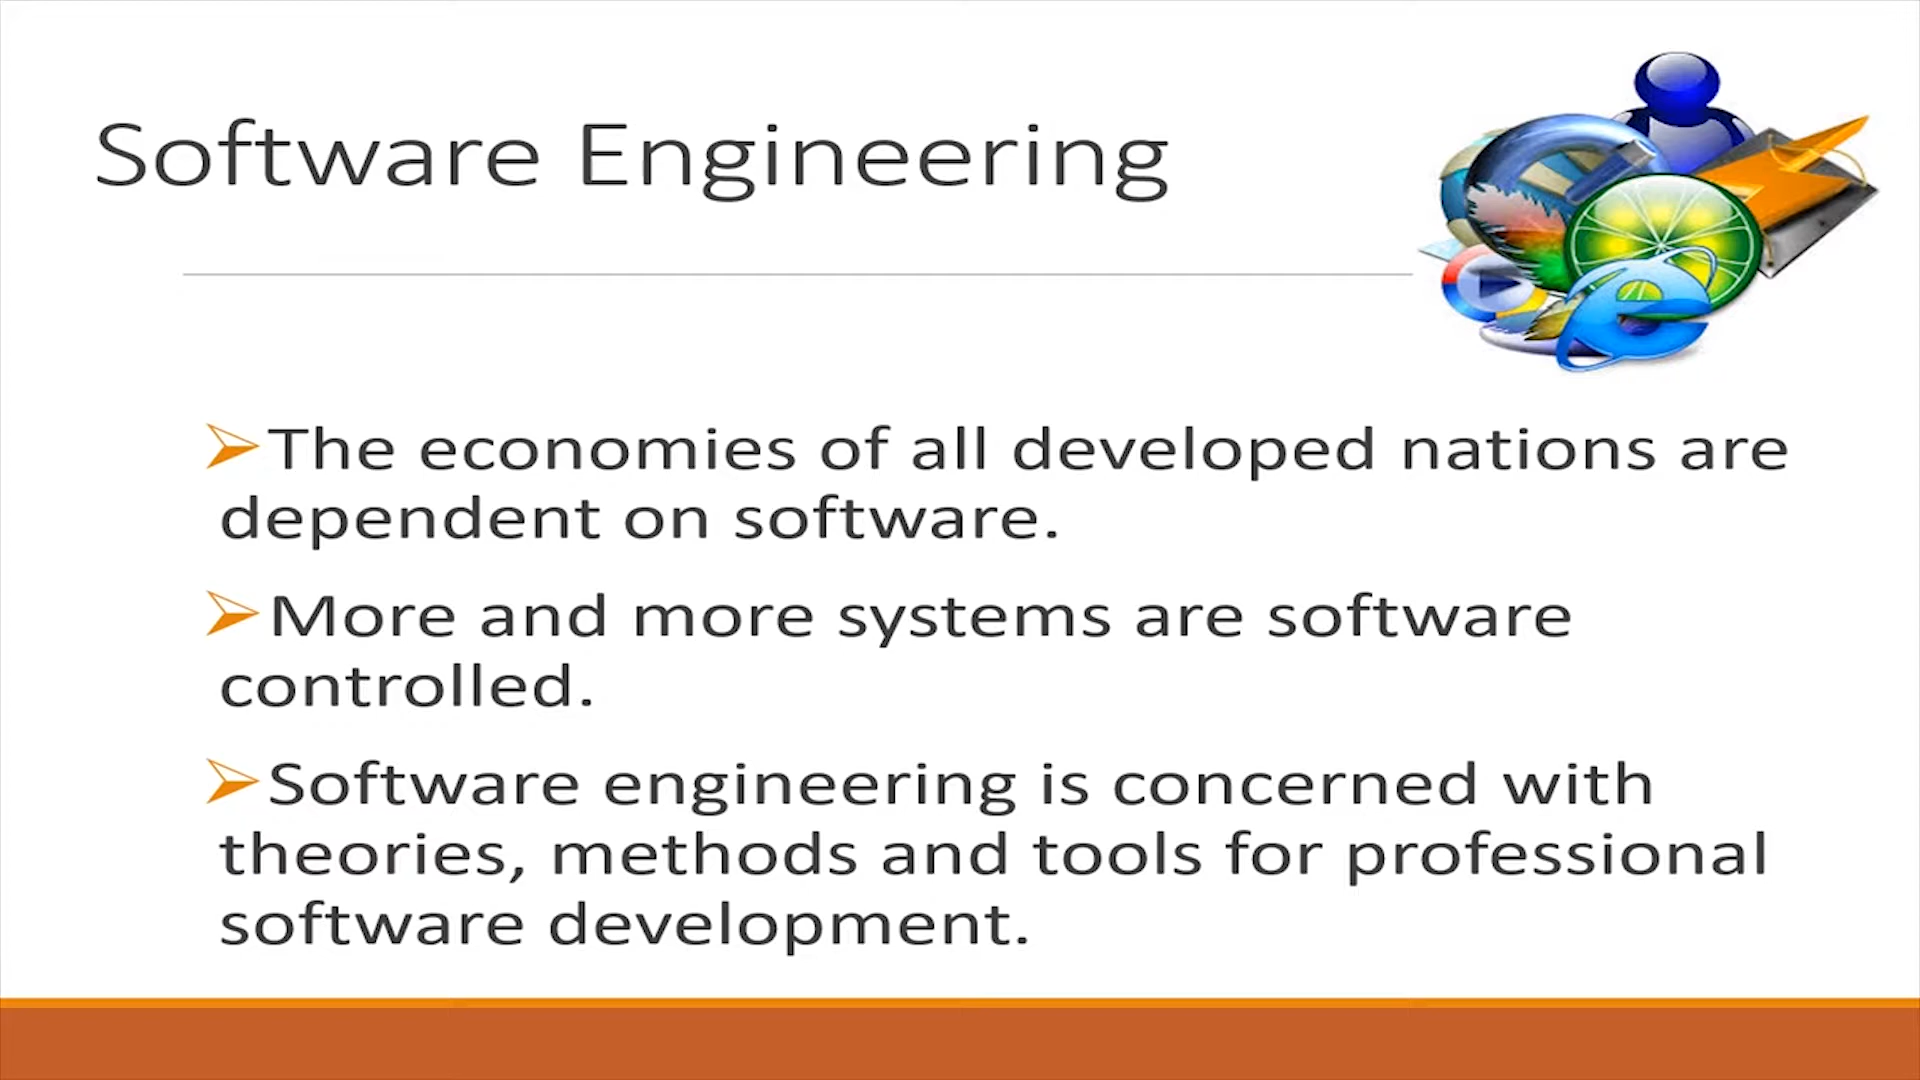 Software Engineering
➢The economies of all developed nations are
dependent on software.
➢More and more systems are software
controlled.
➢Software engineering is concerned with
theories, methods and tools for professional
software development.